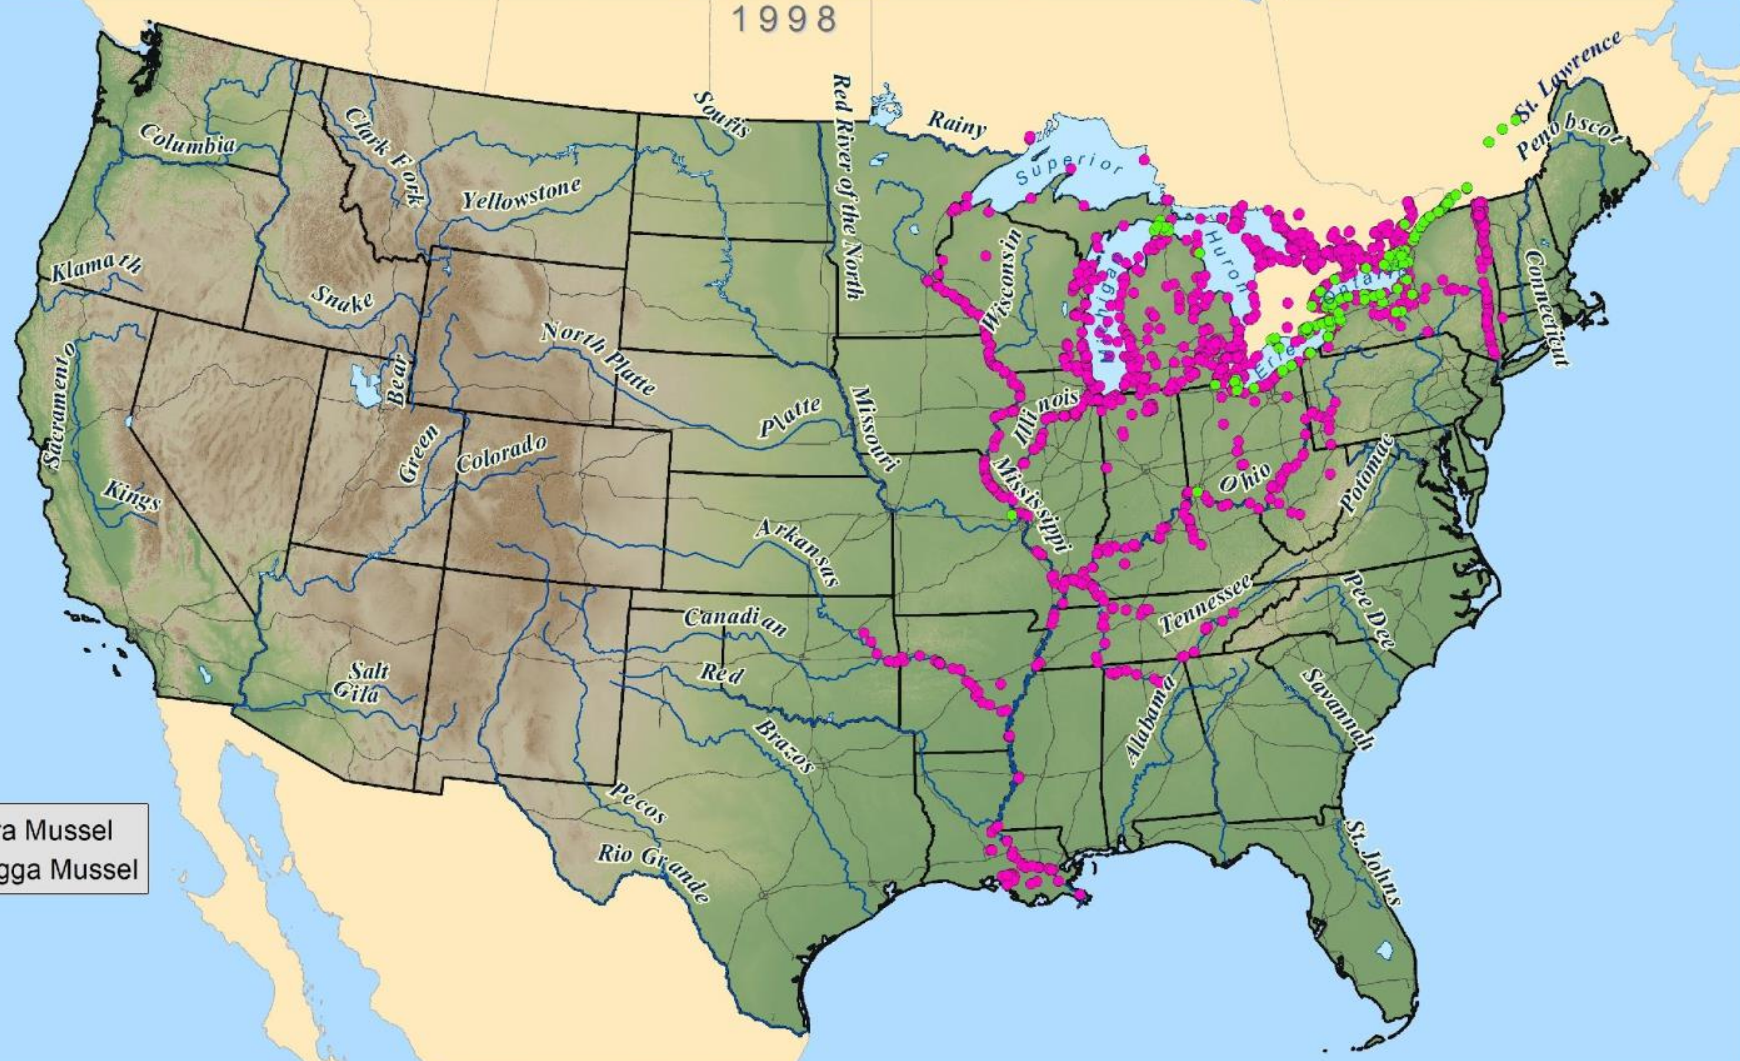 1998
St. Lawrence
Souris
Red River of the North
Rainy
Penobscot
Clark Fork
Columbia
Superior
Yellowstone
Klamath
Snake
Wisconsin
Huron
Michigan
Ontario
Connecticut
North Platte
Bear
Sacramento
Erie
Missouri
Platte
Illinois
Green
Colorado
Kings
Mississippi
Ohio
Potomac
Arkansas
Canadian
Tennessee
Pee Dee
Salt
Gila
Red
Savannah
Alabama
Brazos
Pecos
ra Mussel
gga Mussel
Rio Grande
St. Johns